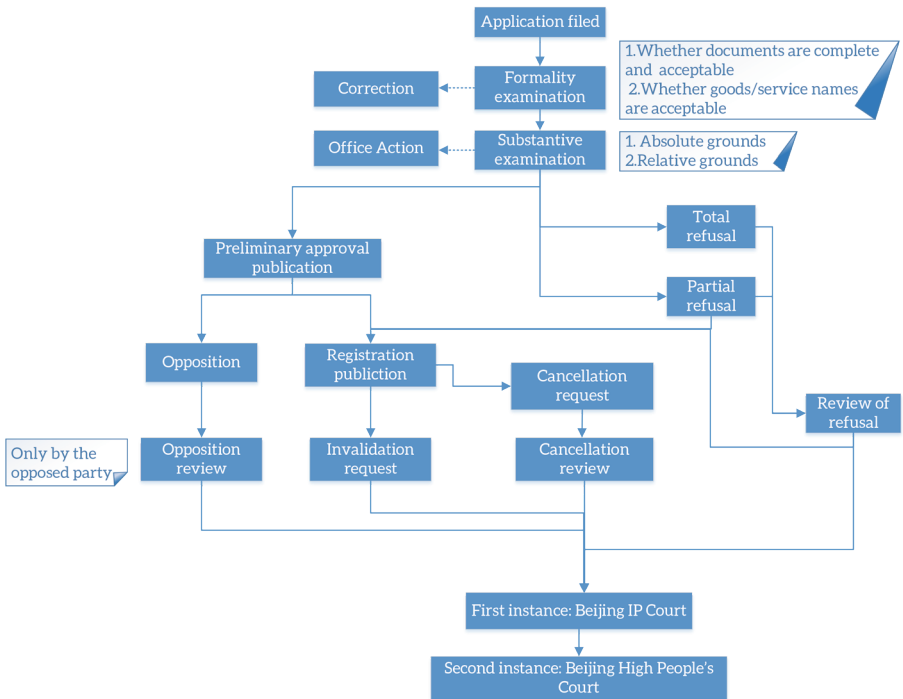 Application filed
1.Whether documents are complete
and acceptable
2.Whether goods/service names
are acceptable
Formality
examination
Correction
Substantive
examination
Office Action
1. Absolute grounds
2.Relative grounds
Total
refusal
Preliminary approval
publication
Partial
refusal
Opposition
Registration
publiction
Cancellation
request
Review of
refusal
Only by the
opposed party
Opposition
review
Invalidation
request
Cancellation
review
First instance: Beijing IP Court
Second instance: Beijing High People's
Court